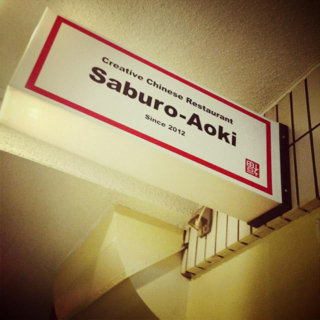 Creative Chinese Restaurant
Saburo-Aoki
Since 2012